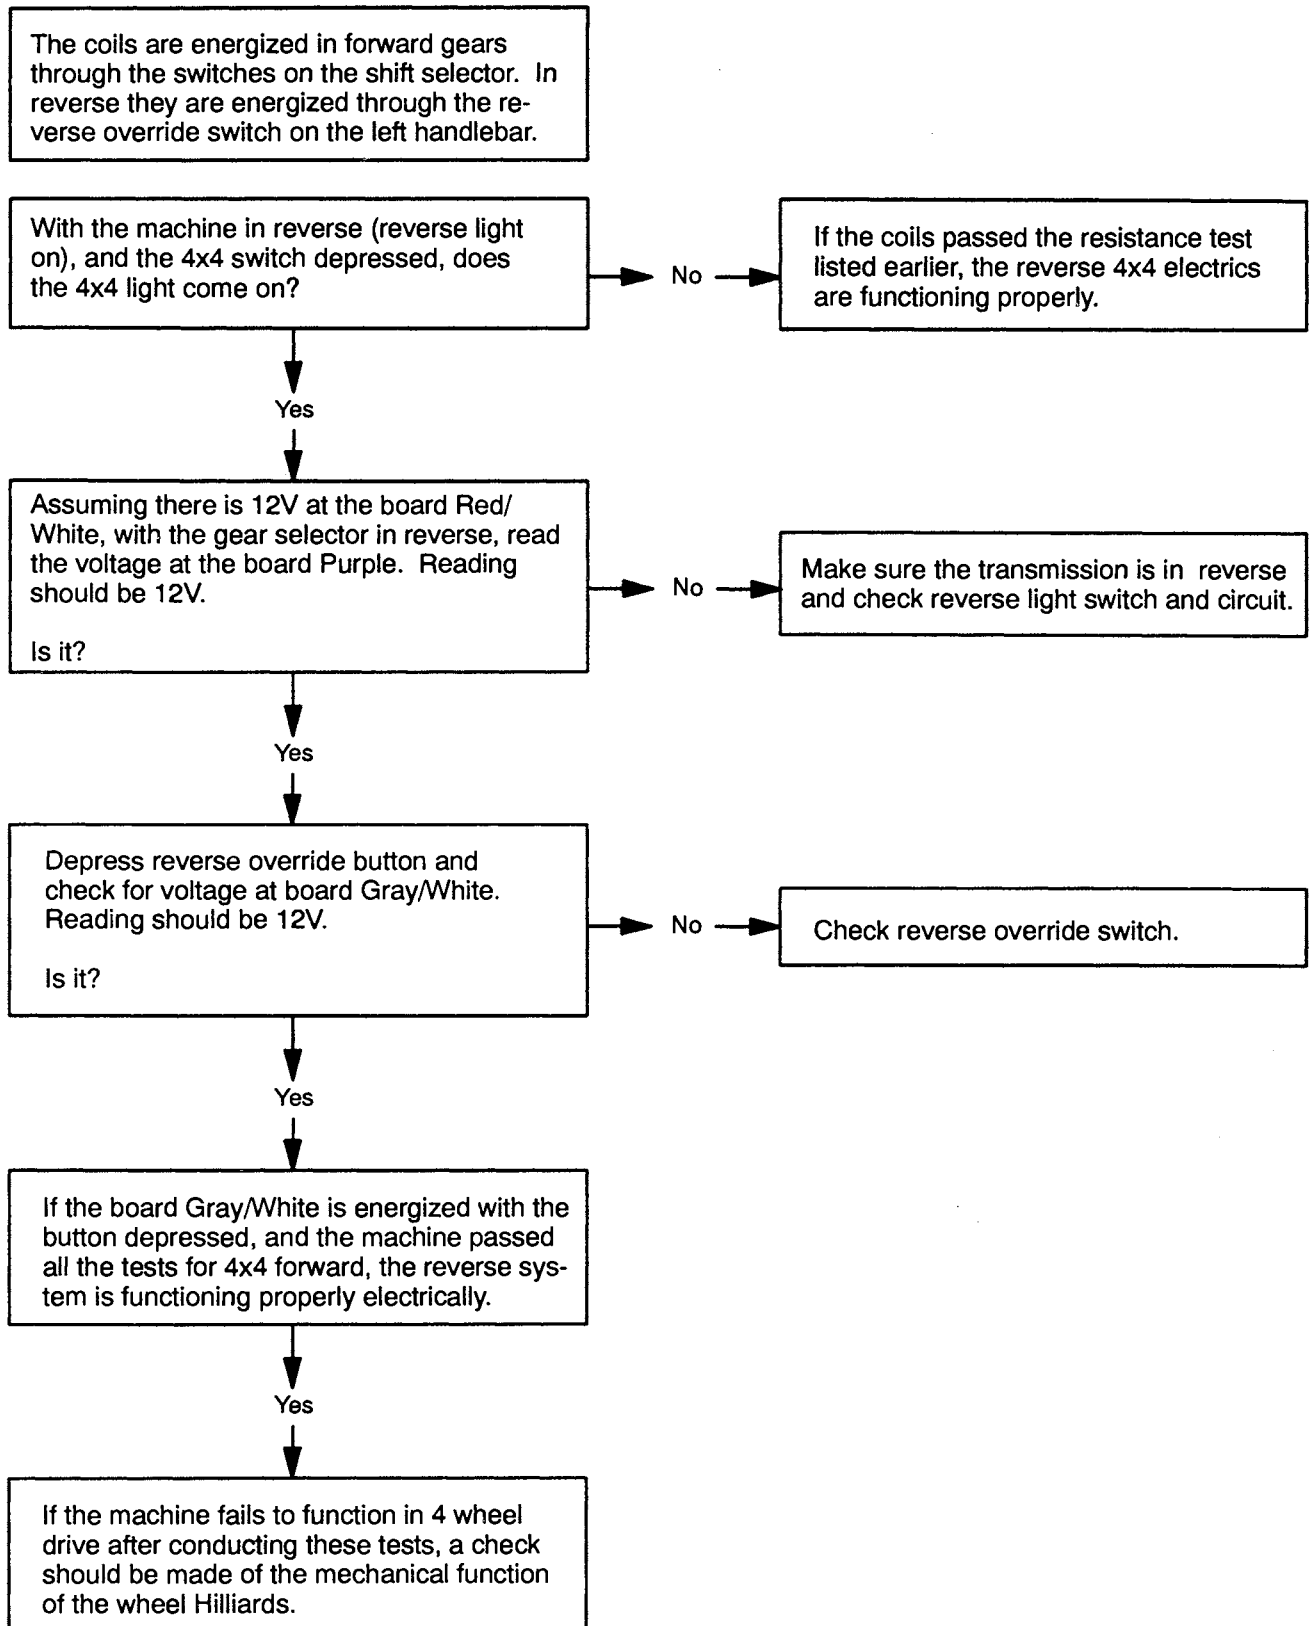 The coils are energized in forward gears
through the switches on the shift selector. In
reverse they are energized through the re-
verse override switch on the left handlebar.
With the machine in reverse (reverse light
on), and the 4x4 switch depressed, does
the 4x4 light come on?
No
If the coils passed the resistance test
listed earlier, the reverse 4x4 electrics
are functioning properly.
Yes
Assuming there is 12V at the board Red/
White, with the gear selector in reverse, read
the voltage at the board Purple. Reading
should be 12V.
Is it?
No
Make sure the transmission is in reverse
and check reverse light switch and circuit.
Yes
Depress reverse override button and
check for voltage at board Gray/White.
Reading should be 12V.
Is it?
No
Check reverse override switch.
Yes
If the board Gray/White is energized with the
button depressed, and the machine passed
all the tests for 4x4 forward, the reverse sys-
tem is functioning properly electrically.
Yes
If the machine fails to function in 4 wheel
drive after conducting these tests, a check
should be made of the mechanical function
of the wheel Hilliards.